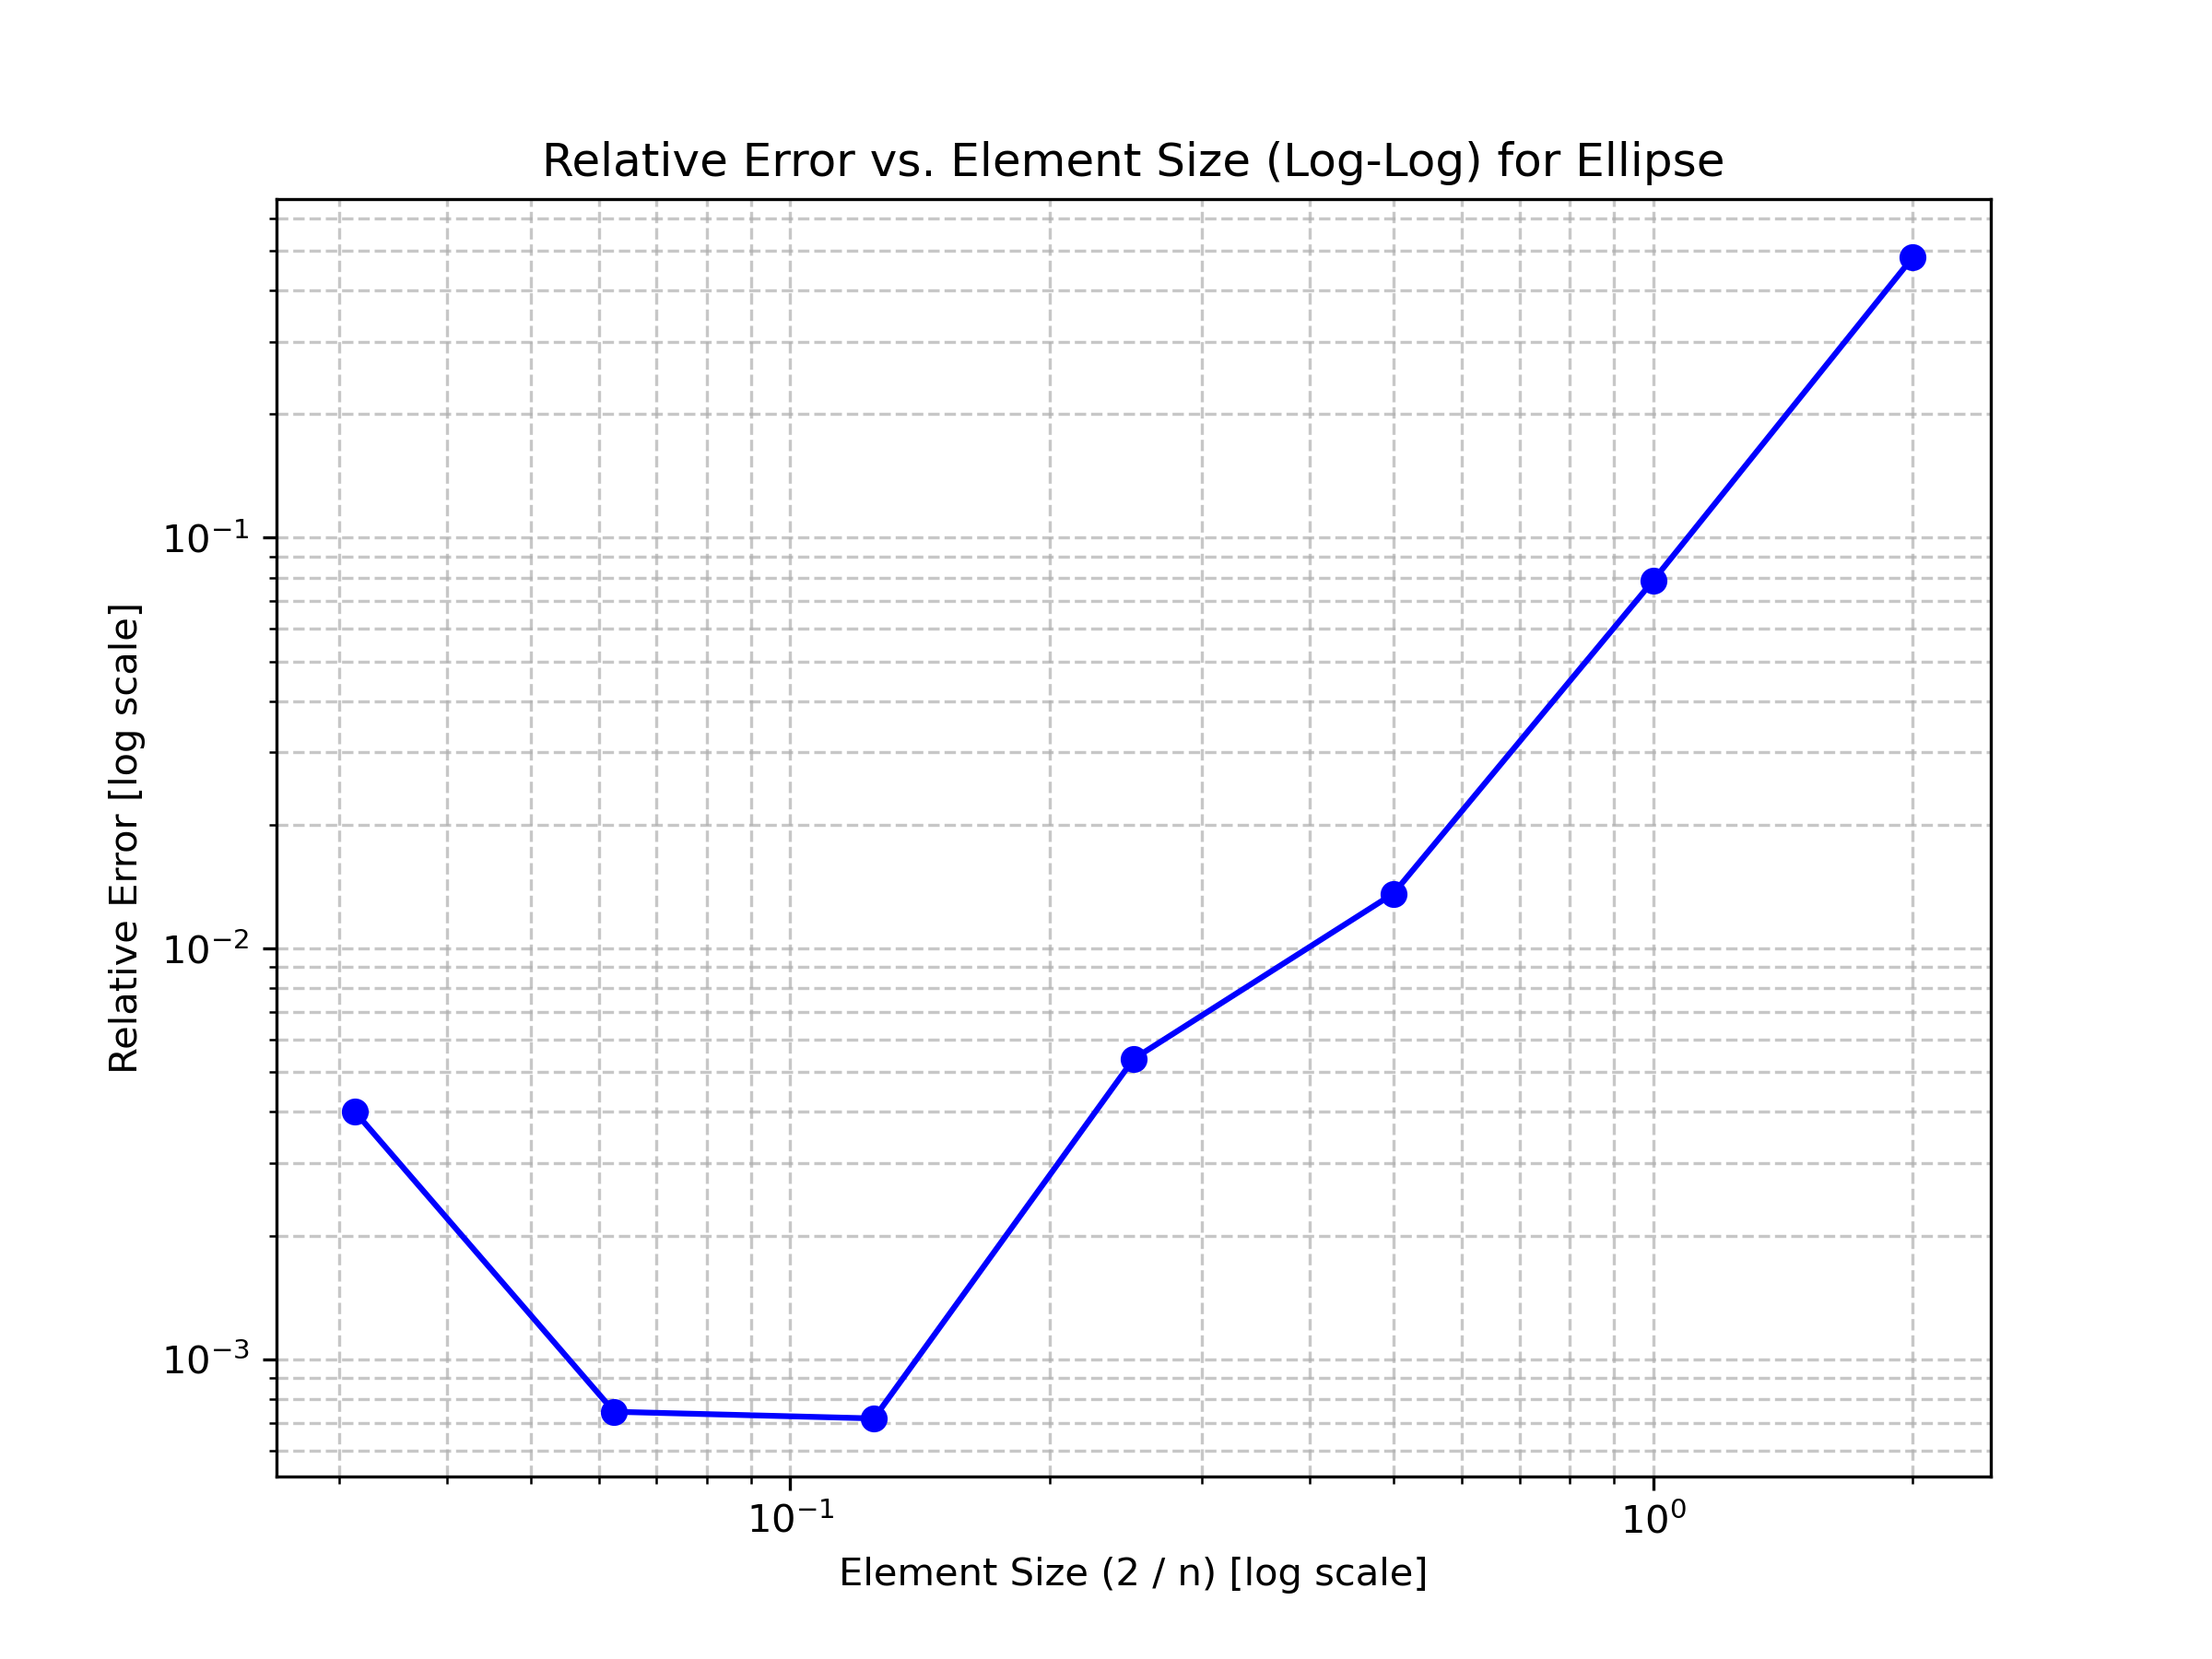 Relative Error vs. Element Size (Log-Log) for Ellipse
Relative Error [log scale]
10⁻¹
10⁻²
10⁻³
10⁻¹
10⁰
Element Size (2 / n) [log scale]